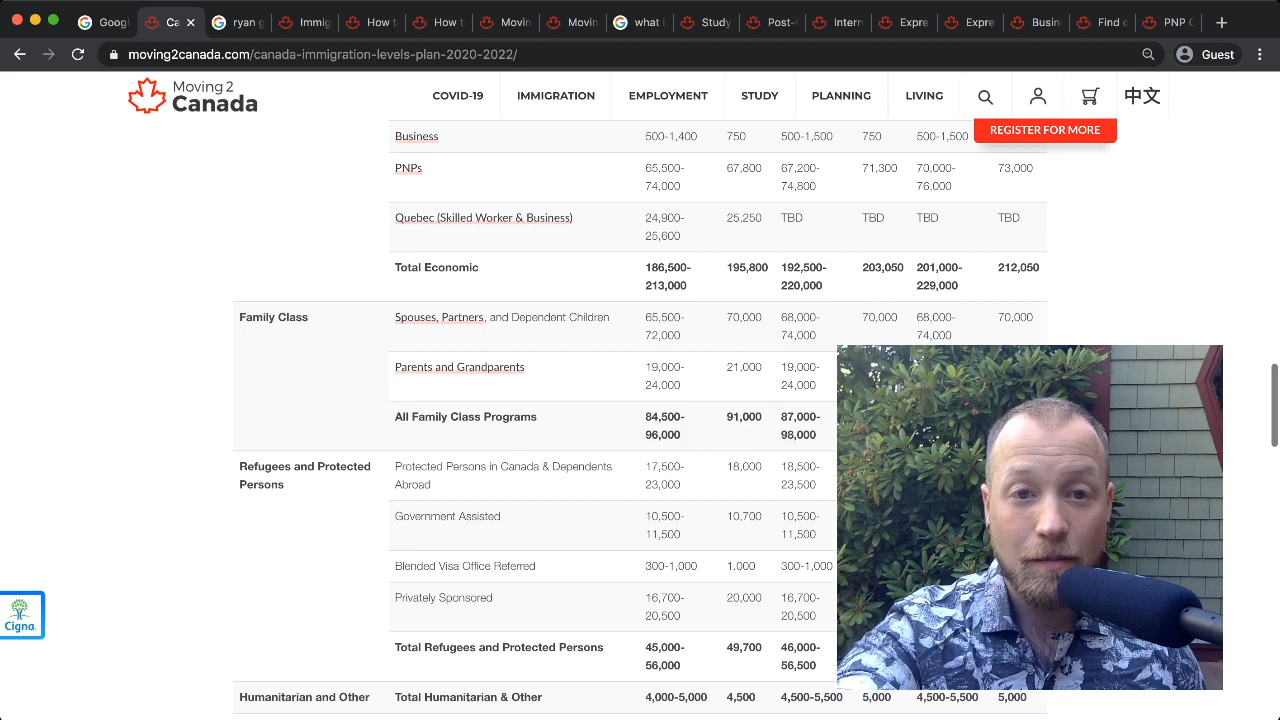 Googl
Ca
ryan g
Immig
How t
How t
Movin
Movin
what i
Study
Post-
Intern
Expre
Expre
Busin
Find c
PNP C
moving2canada.com/canada-immigration-levels-plan-2020-2022/
Guest
Moving 2
Canada
COVID-19 IMMIGRATION EMPLOYMENT STUDY PLANNING LIVING 中文
REGISTER FOR MORE
Business 500-1,400 750 500-1,500 750 500-1,500
PNPs 65,500- 67,800 67,200- 71,300 70,000- 73,000
74,000 74,800 76,000
Quebec (Skilled Worker & Business) 24,900- 25,250 TBD TBD TBD TBD
25,600
Total Economic 186,500- 195,800 192,500- 203,050 201,000- 212,050
213,000 220,000 229,000
Family Class Spouses, Partners, and Dependent Children 65,500- 70,000 68,000- 70,000 68,000- 70,000
72,000 74,000 74,000
Parents and Grandparents 19,000- 21,000 19,000-
24,000 24,000
All Family Class Programs 84,500- 91,000 87,000-
96,000 98,000
Refugees and Protected Protected Persons in Canada & Dependents 17,500- 18,000 18,500-
Persons Abroad 23,000 23,500
Government Assisted 10,500- 10,700 10,500-
11,500 11,500
Blended Visa Office Referred 300-1,000 1,000 300-1,000
Privately Sponsored 16,700- 20,000 16,700-
20,500 20,500
Cigna
Total Refugees and Protected Persons 45,000- 49,700 46,000-
56,000 56,500
Humanitarian and Other Total Humanitarian & Other 4,000-5,000 4,500 4,500-5,500 5,000 4,500-5,500 5,000